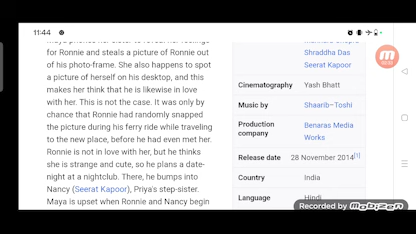 11:44
Maya phones her sister to reveal her feelings
for Ronnie and steals a picture of Ronnie out
of his photo-frame. She also happens to spot
a picture of herself on his desktop, and this
makes her think that he is likewise in love
with her. This is not the case. It was only by
chance that Ronnie had randomly snapped
the picture during his ferry ride while traveling
to the new place, before he had even met her.
Ronnie is not in love with her, but he thinks
she is strange and cute, so he plans a date-
night at a nightclub. There, he bumps into
Nancy (Seerat Kapoor), Priya's step-sister.
Maya is upset when Ronnie and Nancy begin
Shraddha Das
Seerat Kapoor
Cinematography Yash Bhatt
Music by Shaarib–Toshi
Production
company
Benaras Media
Works
Release date 28 November 2014[1]
Country India
Language Hindi
Recorded by mobizen